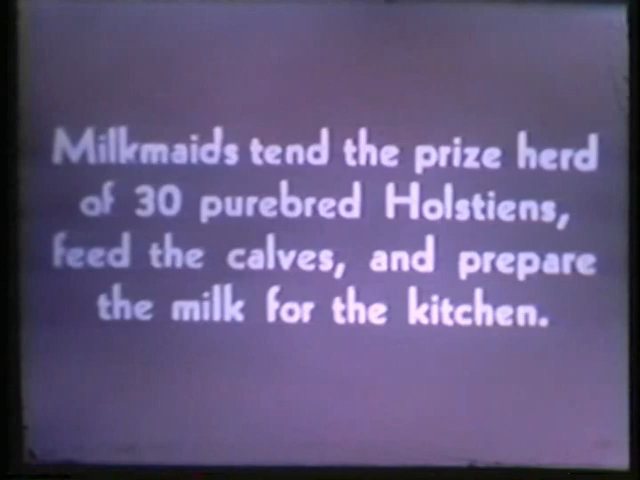 Milkmaids tend the prize herd
of 30 purebred Holstiens,
feed the calves, and prepare
the milk for the kitchen.